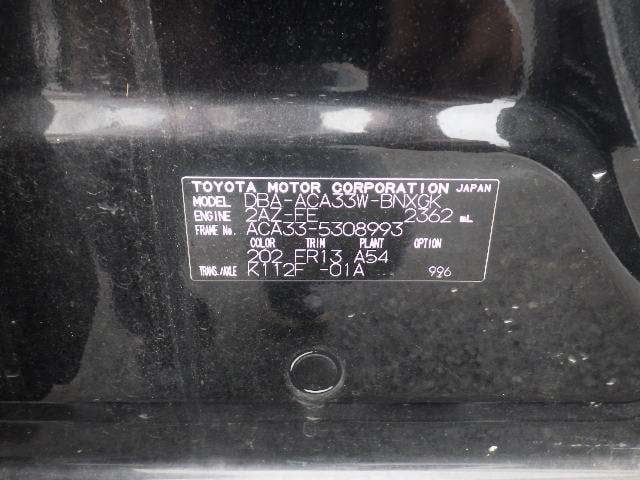 TOYOTA MOTOR CORPORATION JAPAN
MODEL DBA-ACA33W-BNXGK
ENGINE 2AZ-FE 2362 mL
FRAME No. ACA33-5308993
COLOR TRIM PLANT OPTION
202 FR13 A54
TRANS./AXLE K112F -01A 996